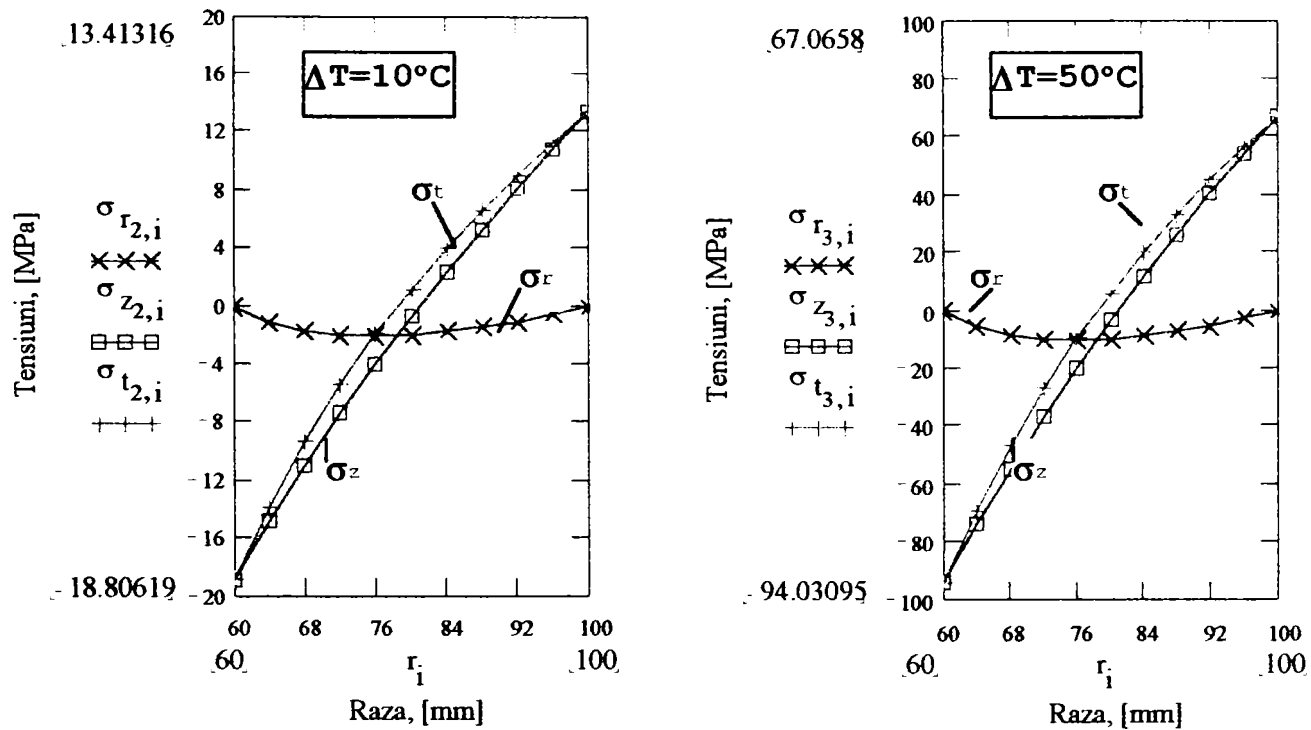 13.41316
20
16
12
8
4
0
-4
-8
-12
-16
-20
-18.80619
Tensiuni, [MPa]
σ r2,i
σ z2,i
σ t2,i
ΔT=10°C
σt
σr
σz
60 68 76 84 92 100
60 100
ri
Raza, [mm]
67.0658
100
80
60
40
20
0
-20
-40
-60
-80
-100
-94.03095
Tensiuni, [MPa]
σ r3,i
σ z3,i
σ t3,i
ΔT=50°C
σt
σr
σz
60 68 76 84 92 100
60 100
ri
Raza, [mm]